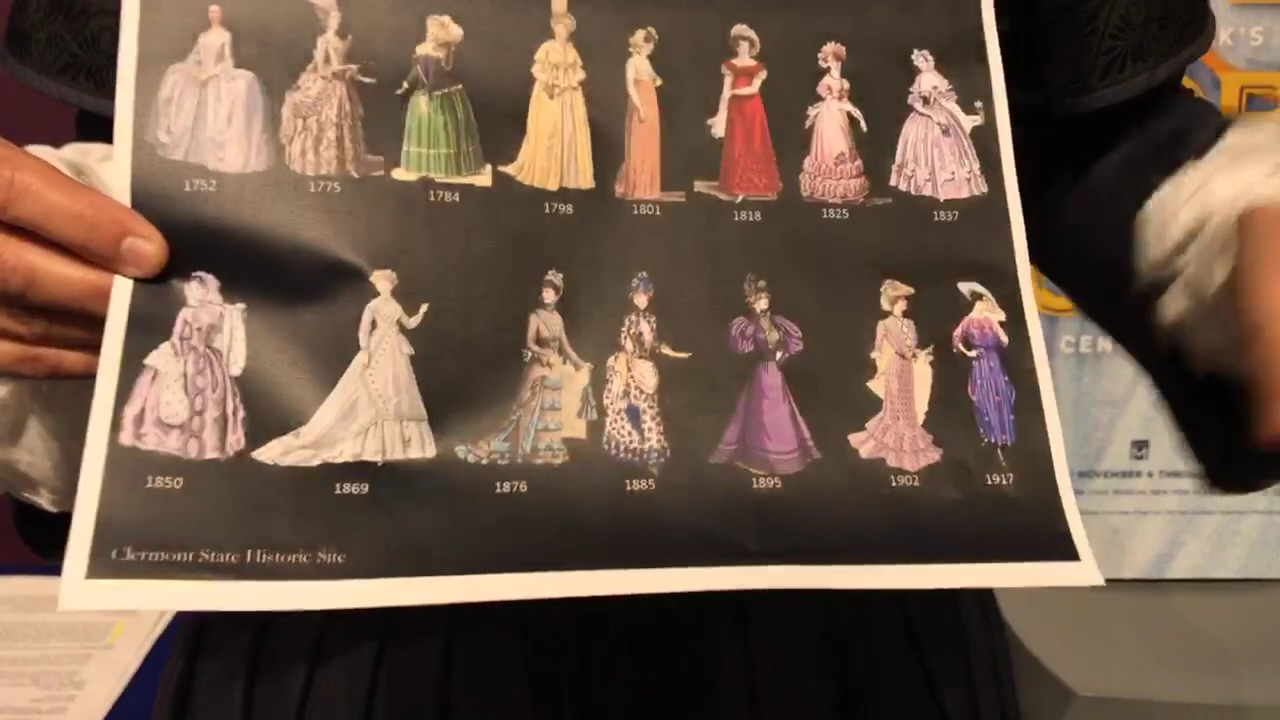 K'S
1752 1775 1784 1798 1801 1818 1825 1837
CEN
1850 1869 1876 1885 1895 1902 1917
Clermont State Historic Site
NOVEMBER 4